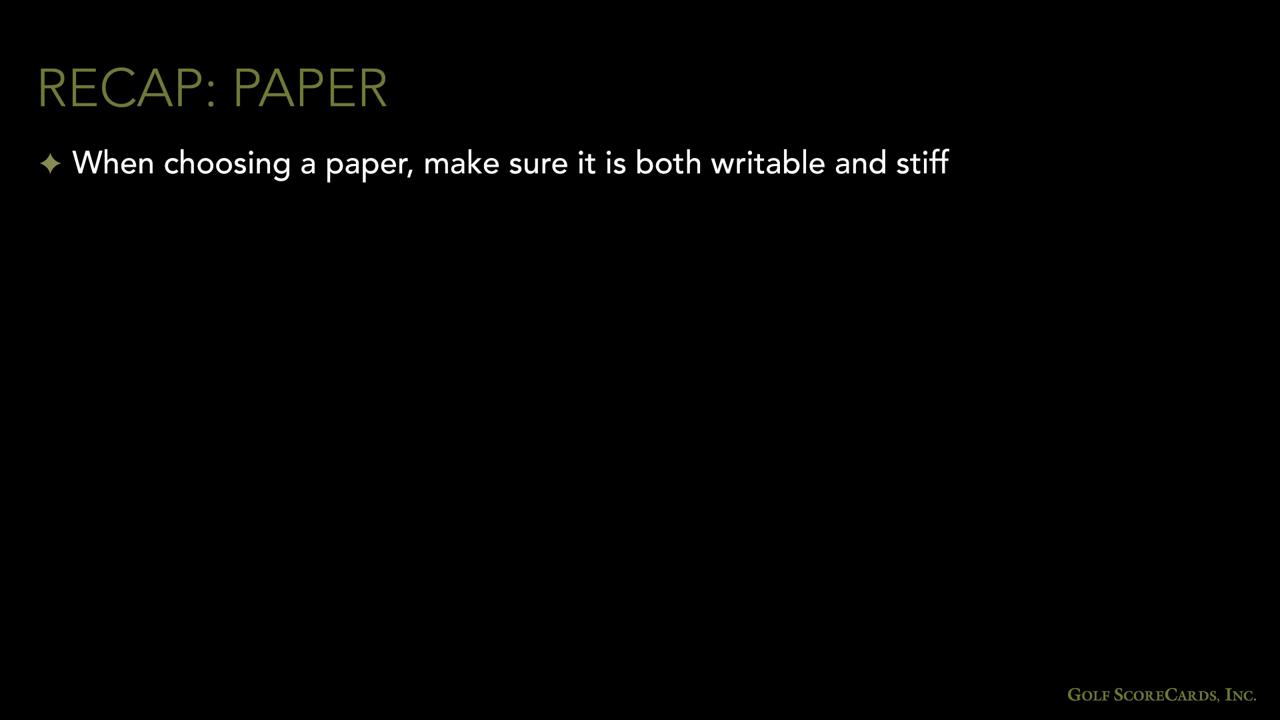 RECAP: PAPER
✦ When choosing a paper, make sure it is both writable and stiff
Golf ScoreCards, Inc.